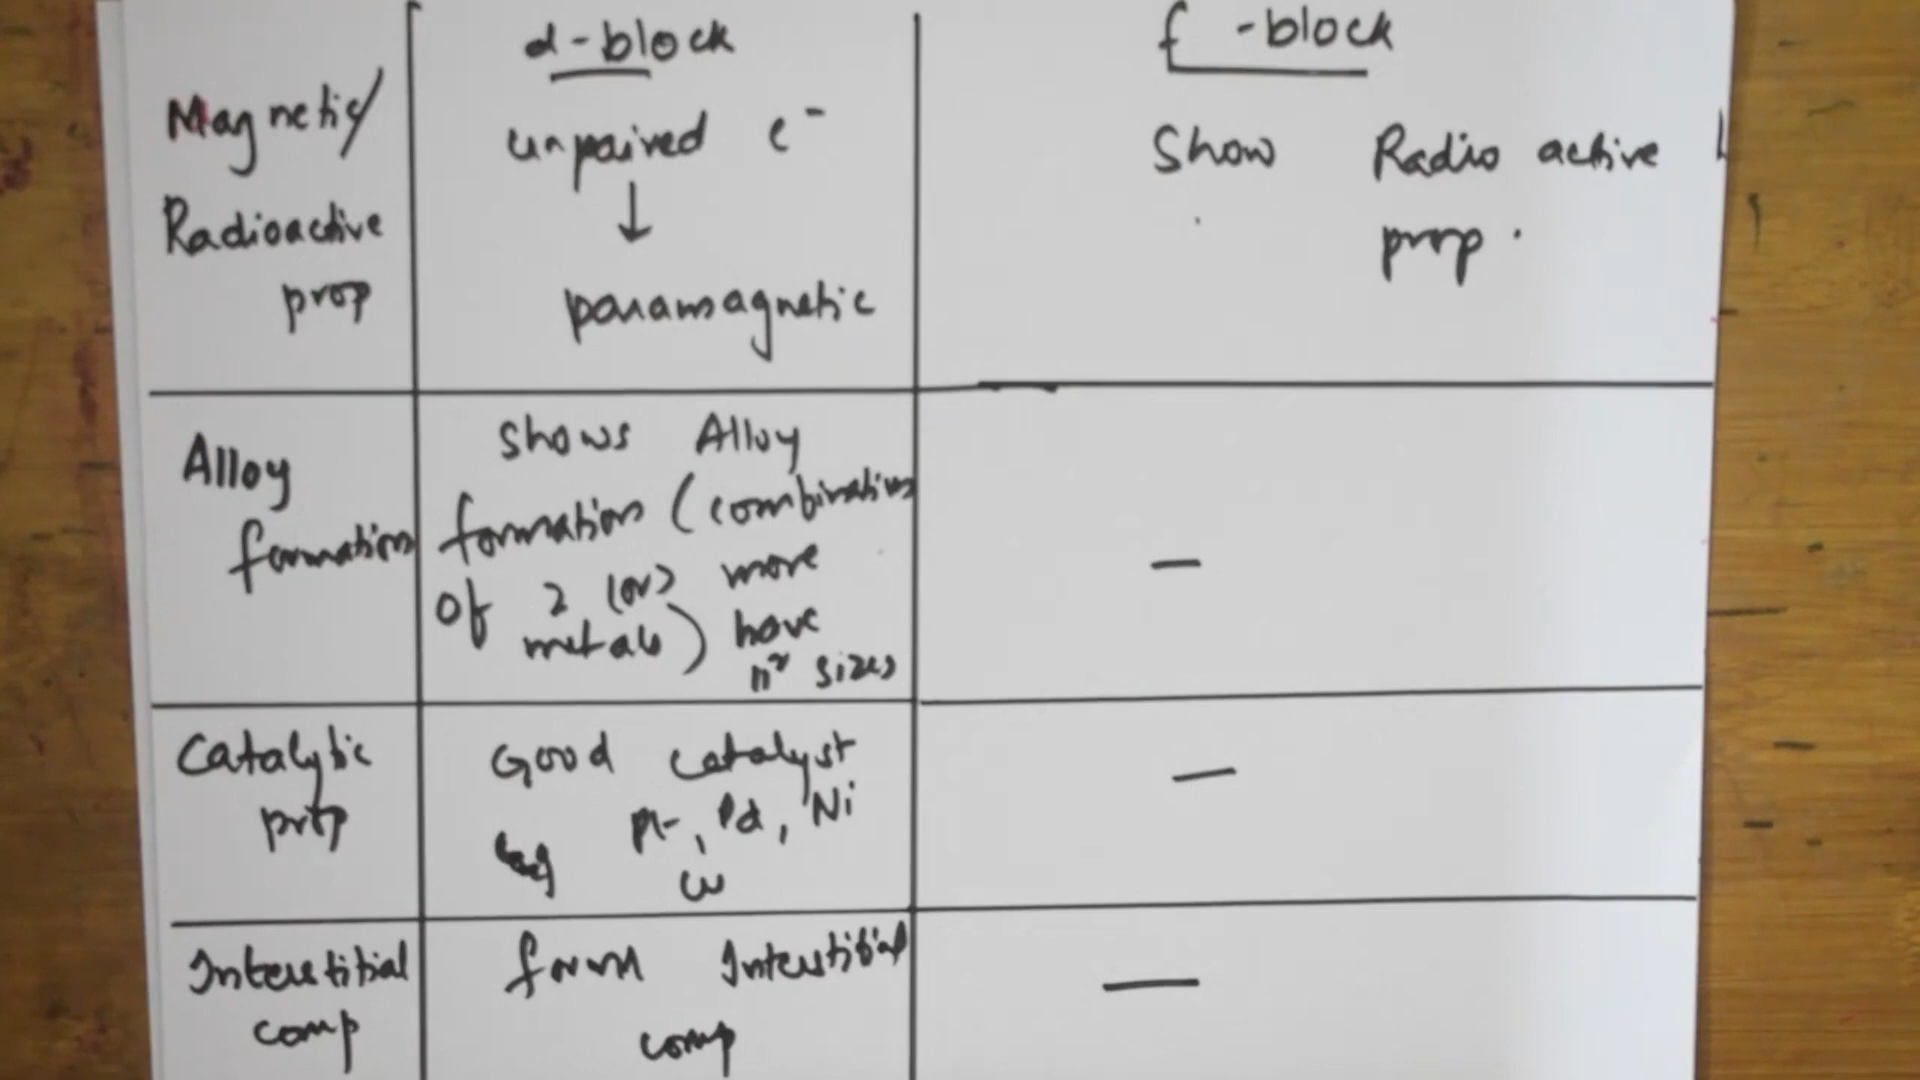 d-block
f-block
Magnetic/
Radioactive
prop
unpaired e⁻
↓
paramagnetic
Show Radio active
prop.
Alloy
formation
shows Alloy
formation (combination
of 2 (or) more
metals) have
sizes
—
Catalytic
prop
Good catalyst
Pt, Pd, Ni
W
—
Interstitial
comp
form Interstitial
comp
—